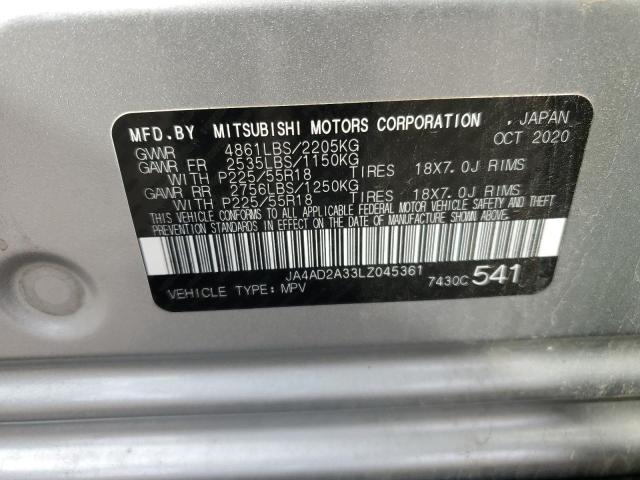 MFD.BY MITSUBISHI MOTORS CORPORATION . JAPAN
GVWR 4861LBS/2205KG OCT 2020
GAWR FR 2535LBS/1150KG
WITH P225/55R18 TIRES 18X7.0J RIMS
GAWR RR 2756LBS/1250KG
WITH P225/55R18 TIRES 18X7.0J RIMS
THIS VEHICLE CONFORMS TO ALL APPLICABLE FEDERAL MOTOR VEHICLE SAFETY AND THEFT
PREVENTION STANDARDS IN EFFECT ON THE DATE OF MANUFACTURE SHOWN ABOVE.
JA4AD2A33LZ045361
VEHICLE TYPE: MPV 7430C 541